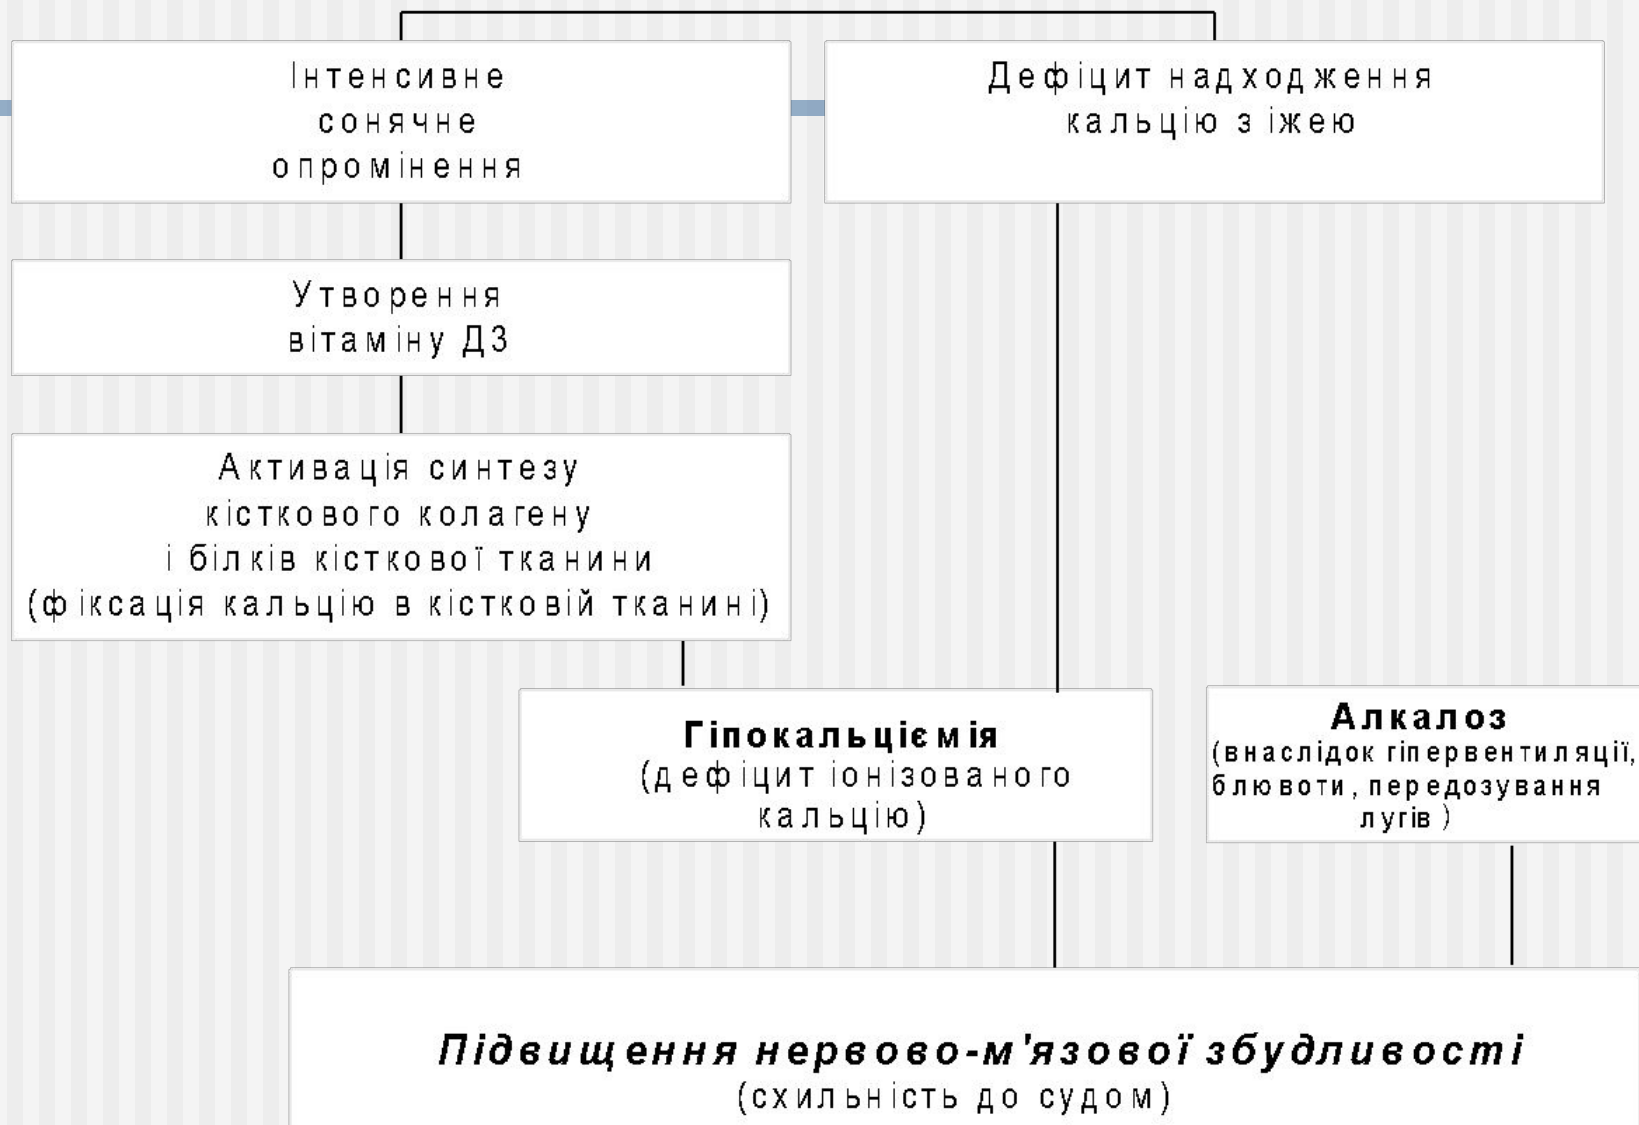 Інтенсивне
сонячне
опромінення
Дефіцит надходження
кальцію з іжею
Утворення
вітаміну Д3
Активація синтезу
кісткового колагену
і білків кісткової тканини
(фіксація кальцію в кістковій тканині)
Гіпокальціємія
(дефіцит іонізованого
кальцію)
Алкалоз
(внаслідок гіпервентиляції,
блювоти, передозування
лугів )
Підвищення нервово-м'язової збудливості
(схильність до судом)